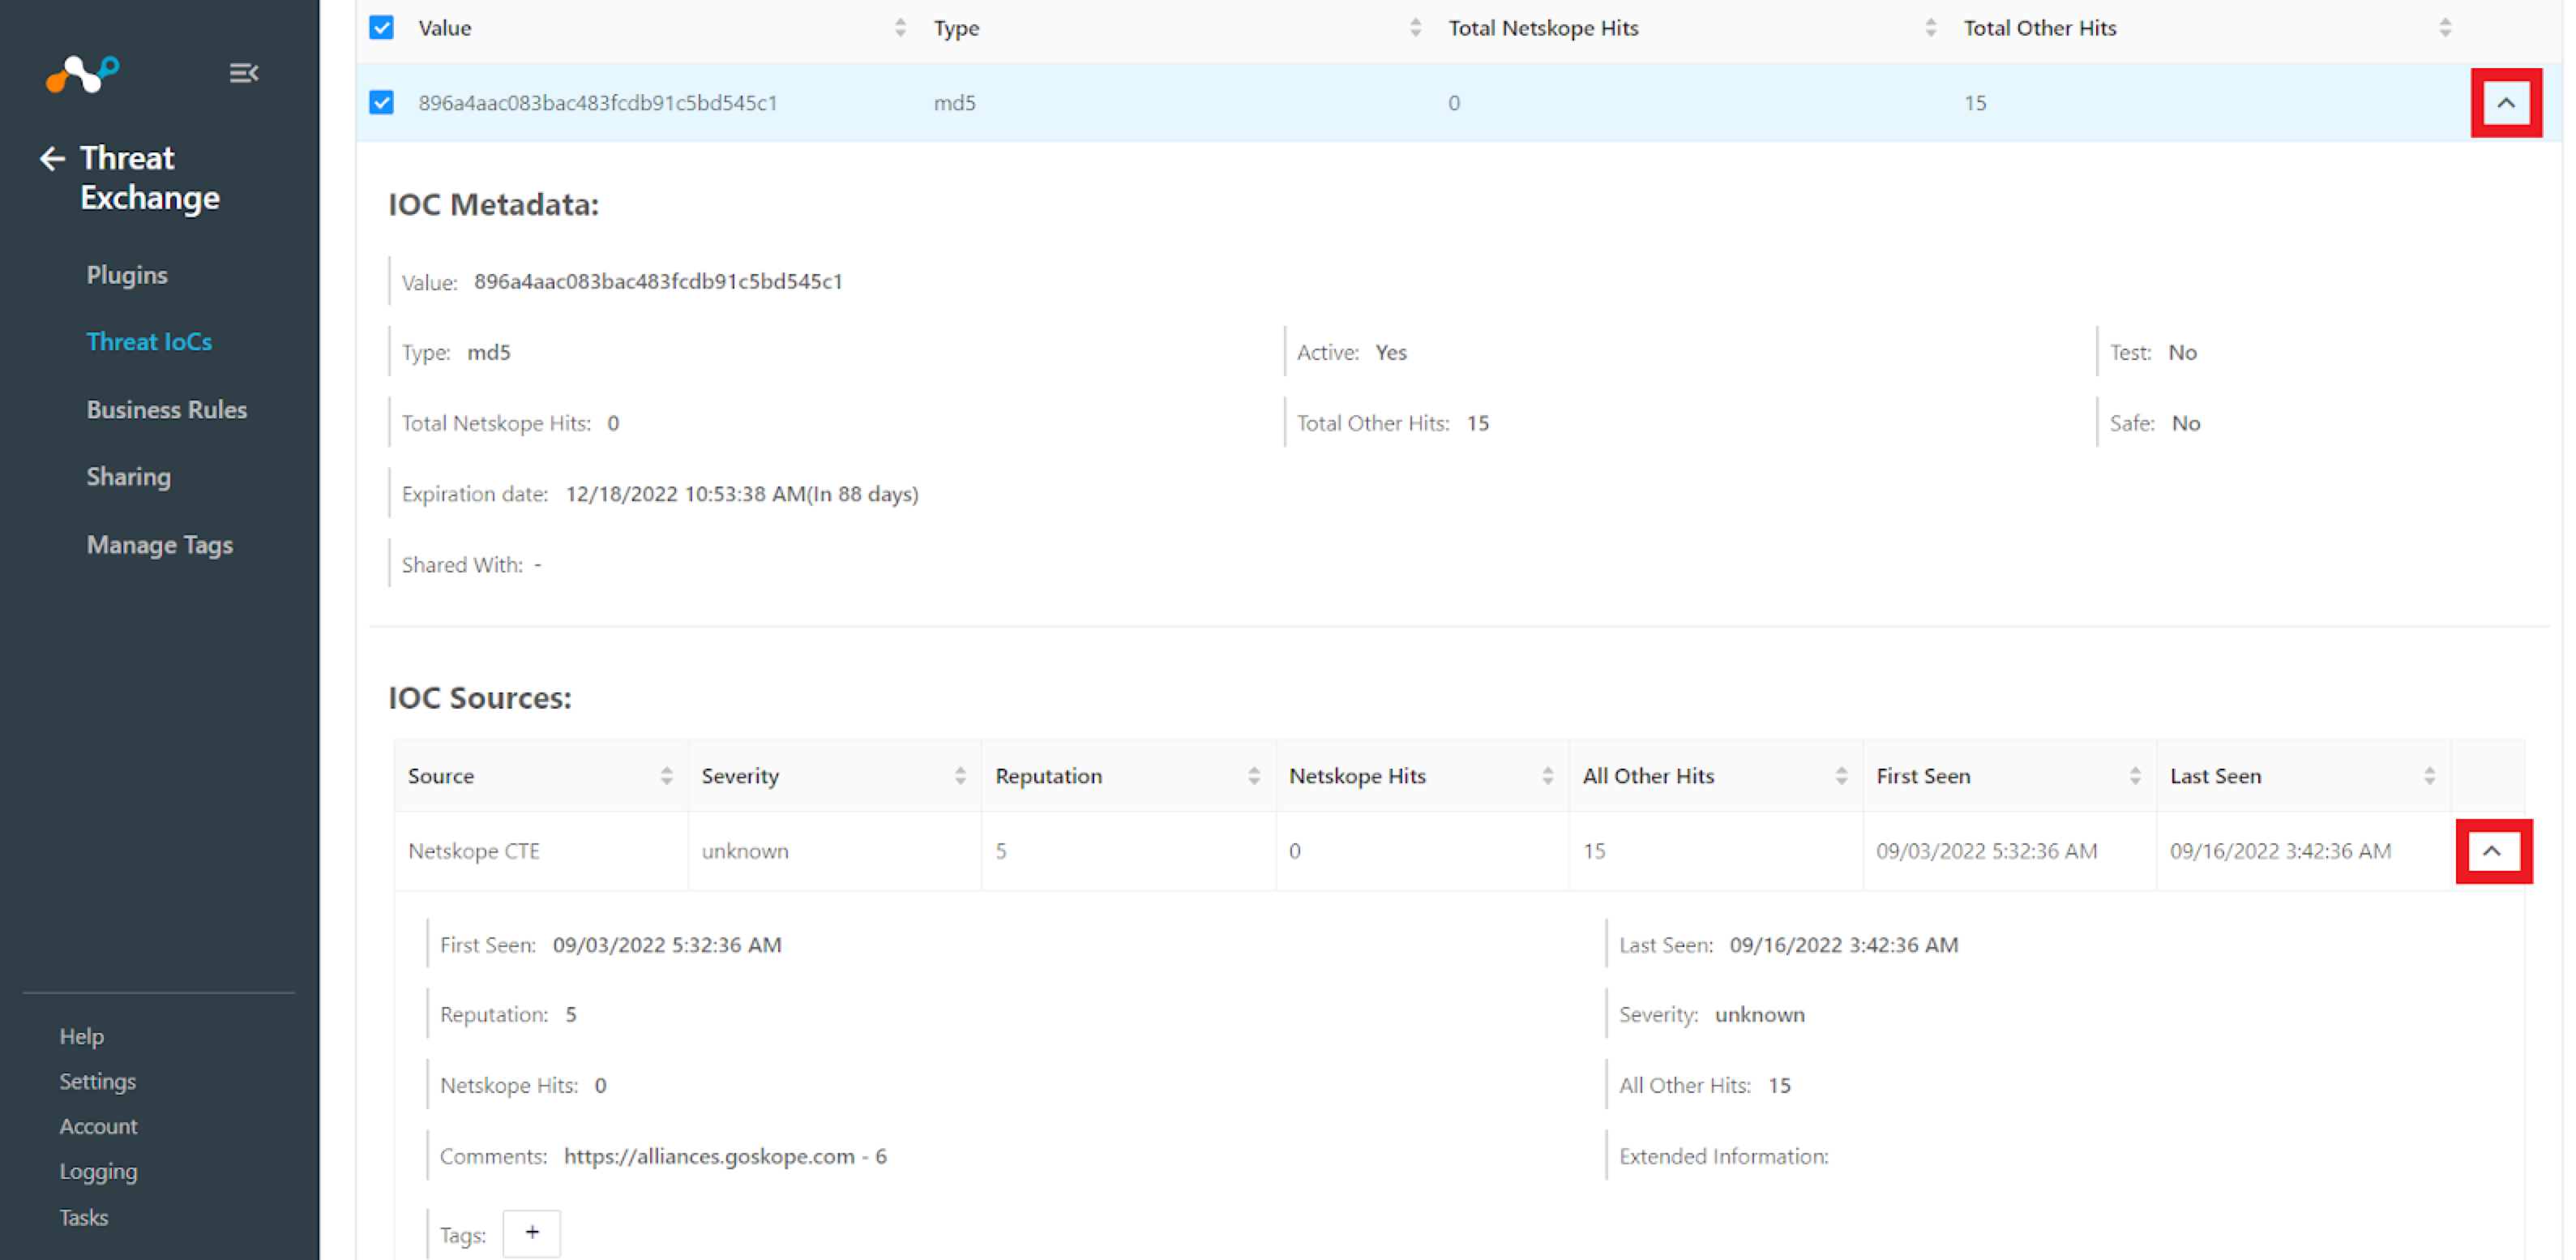 Threat
Exchange
Plugins
Threat IoCs
Business Rules
Sharing
Manage Tags
Help
Settings
Account
Logging
Tasks
Value Type Total Netskope Hits Total Other Hits
896a4aac083bac483fcdb91c5bd545c1 md5 0 15
IOC Metadata:
Value: 896a4aac083bac483fcdb91c5bd545c1
Type: md5 Active: Yes Test: No
Total Netskope Hits: 0 Total Other Hits: 15 Safe: No
Expiration date: 12/18/2022 10:53:38 AM(In 88 days)
Shared With: -
IOC Sources:
Source Severity Reputation Netskope Hits All Other Hits First Seen Last Seen
Netskope CTE unknown 5 0 15 09/03/2022 5:32:36 AM 09/16/2022 3:42:36 AM
First Seen: 09/03/2022 5:32:36 AM Last Seen: 09/16/2022 3:42:36 AM
Reputation: 5 Severity: unknown
Netskope Hits: 0 All Other Hits: 15
Comments: https://alliances.goskope.com - 6 Extended Information:
Tags: +